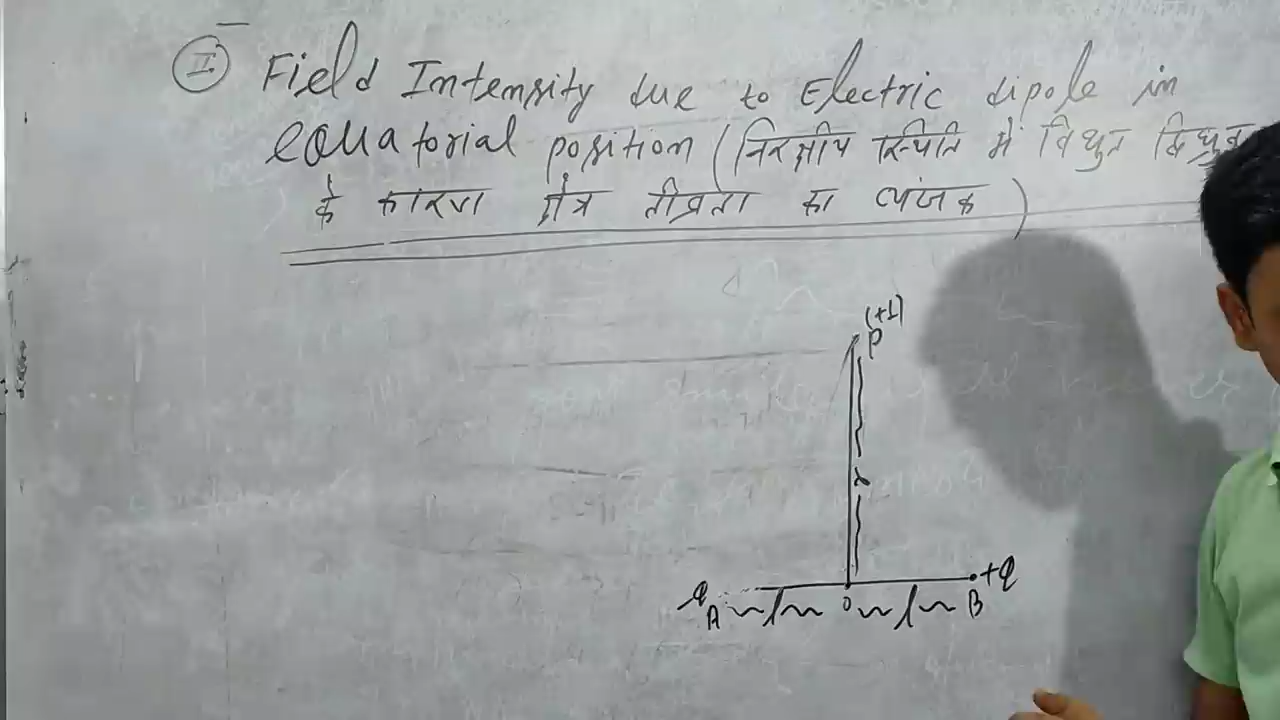 II Field Intensity due to Electric dipole in
equatorial position (निरक्षीय स्थिति में विधुत द्विध्रुव
के कारण क्षेत्र तीव्रता का व्यंजक)
(+1)
P
r
-Q +Q
A l O l B